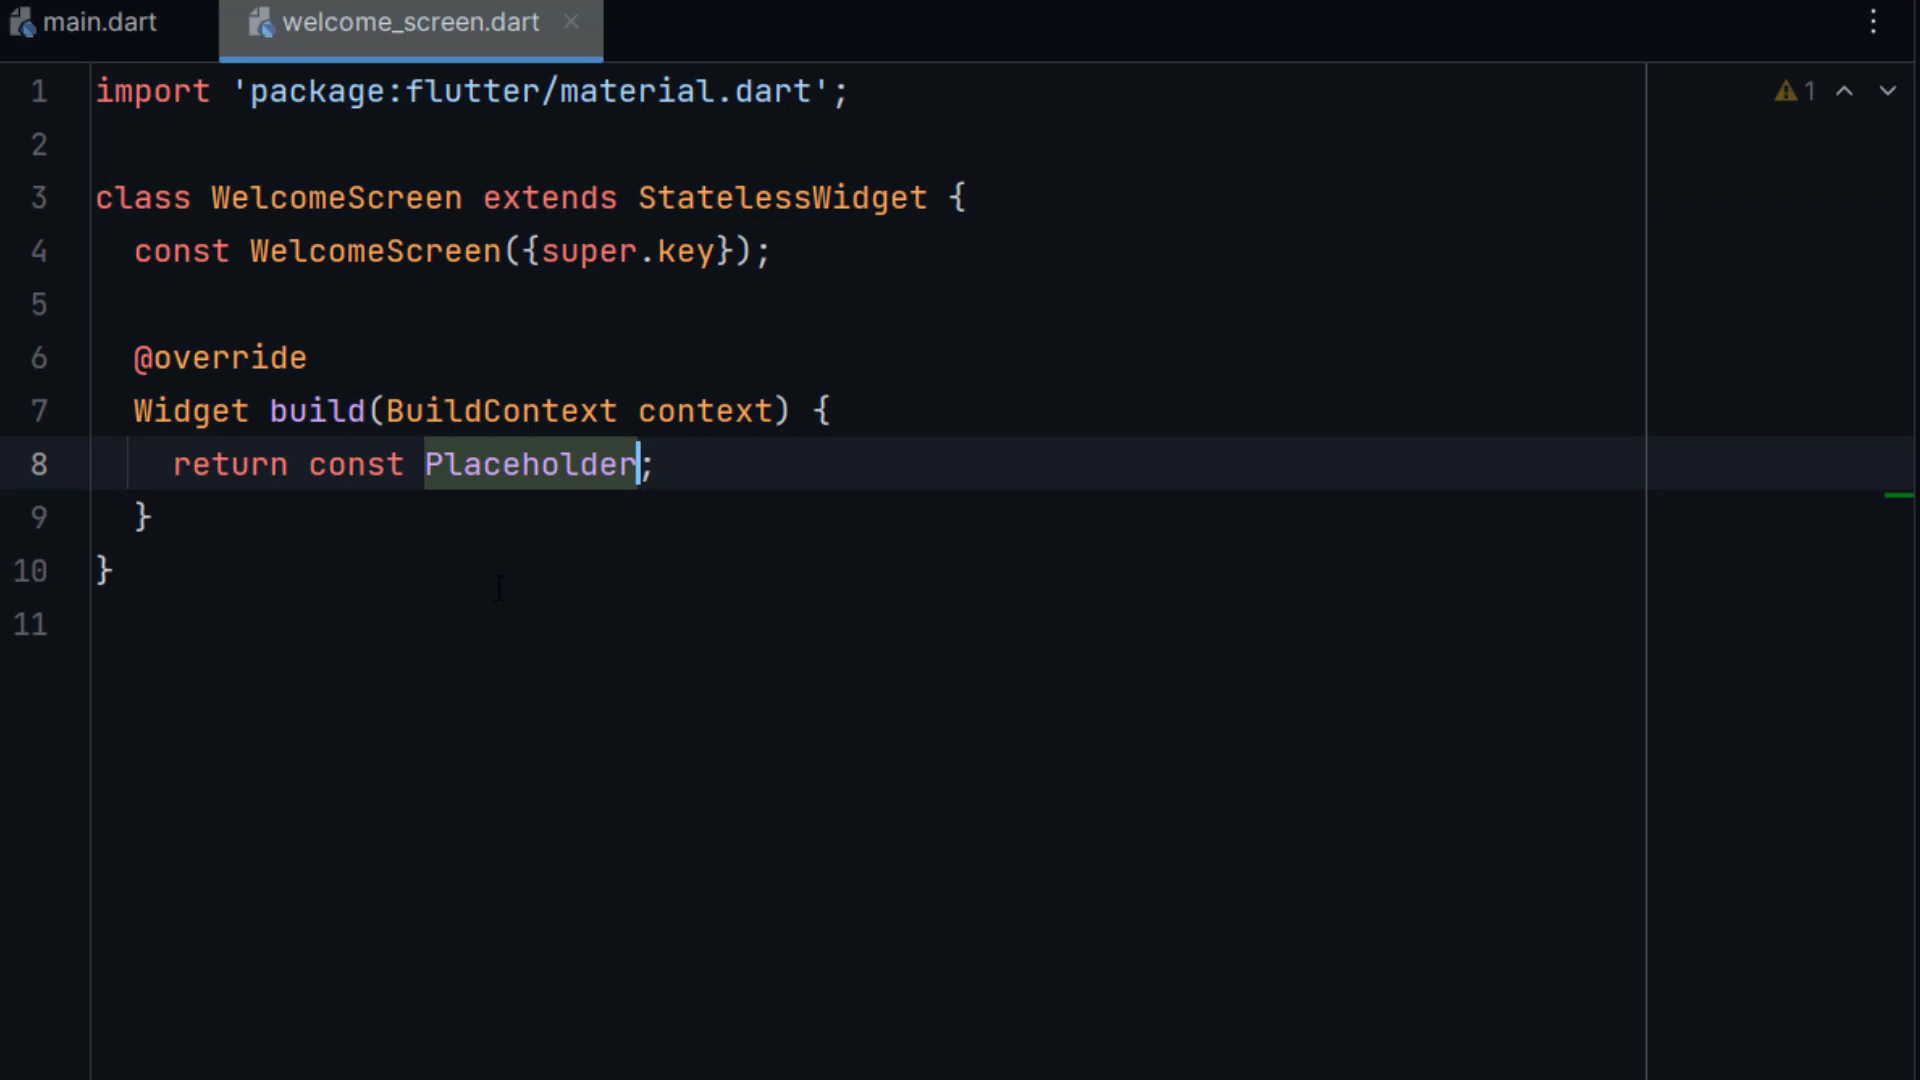 main.dart
welcome_screen.dart
1 import 'package:flutter/material.dart';
1
2
3 class WelcomeScreen extends StatelessWidget {
4   const WelcomeScreen({super.key});
5
6   @override
7   Widget build(BuildContext context) {
8     return const Placeholder;
9   }
10 }
11